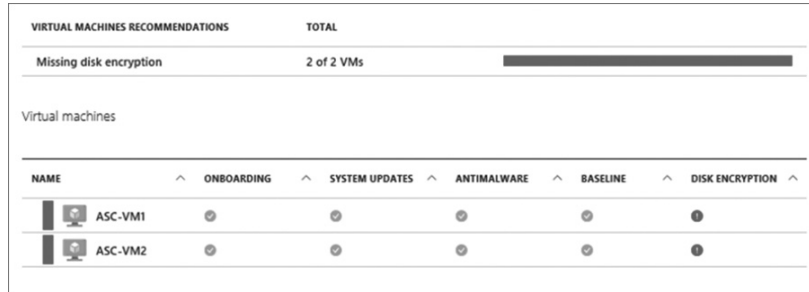 VIRTUAL MACHINES RECOMMENDATIONS TOTAL
Missing disk encryption 2 of 2 VMs
Virtual machines
NAME ONBOARDING SYSTEM UPDATES ANTIMALWARE BASELINE DISK ENCRYPTION
ASC-VM1
ASC-VM2